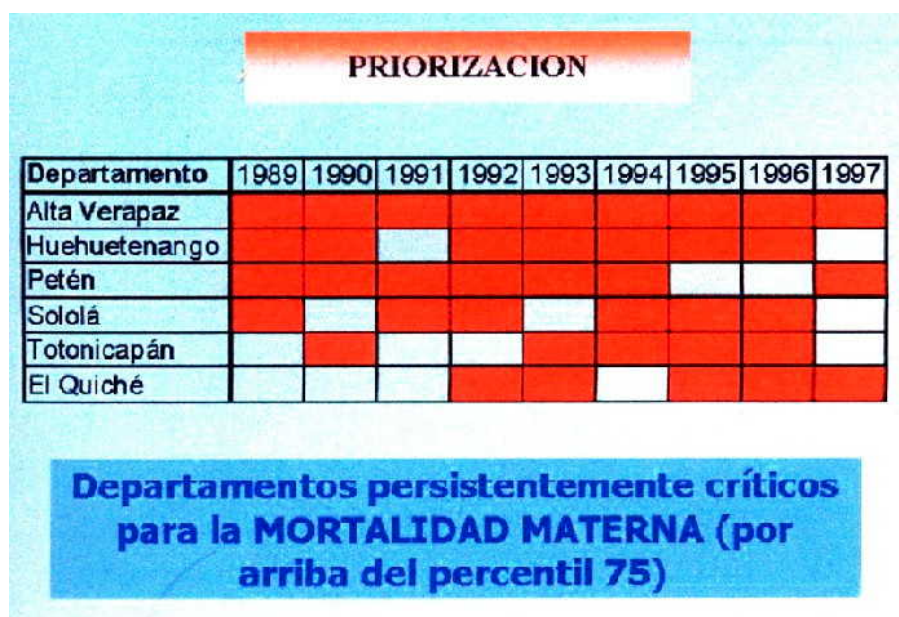 PRIORIZACION
Departamento 1989 1990 1991 1992 1993 1994 1995 1996 1997
Alta Verapaz
Huehuetenango
Petén
Sololá
Totonicapán
El Quiché
Departamentos persistentemente críticos
para la MORTALIDAD MATERNA (por
arriba del percentil 75)